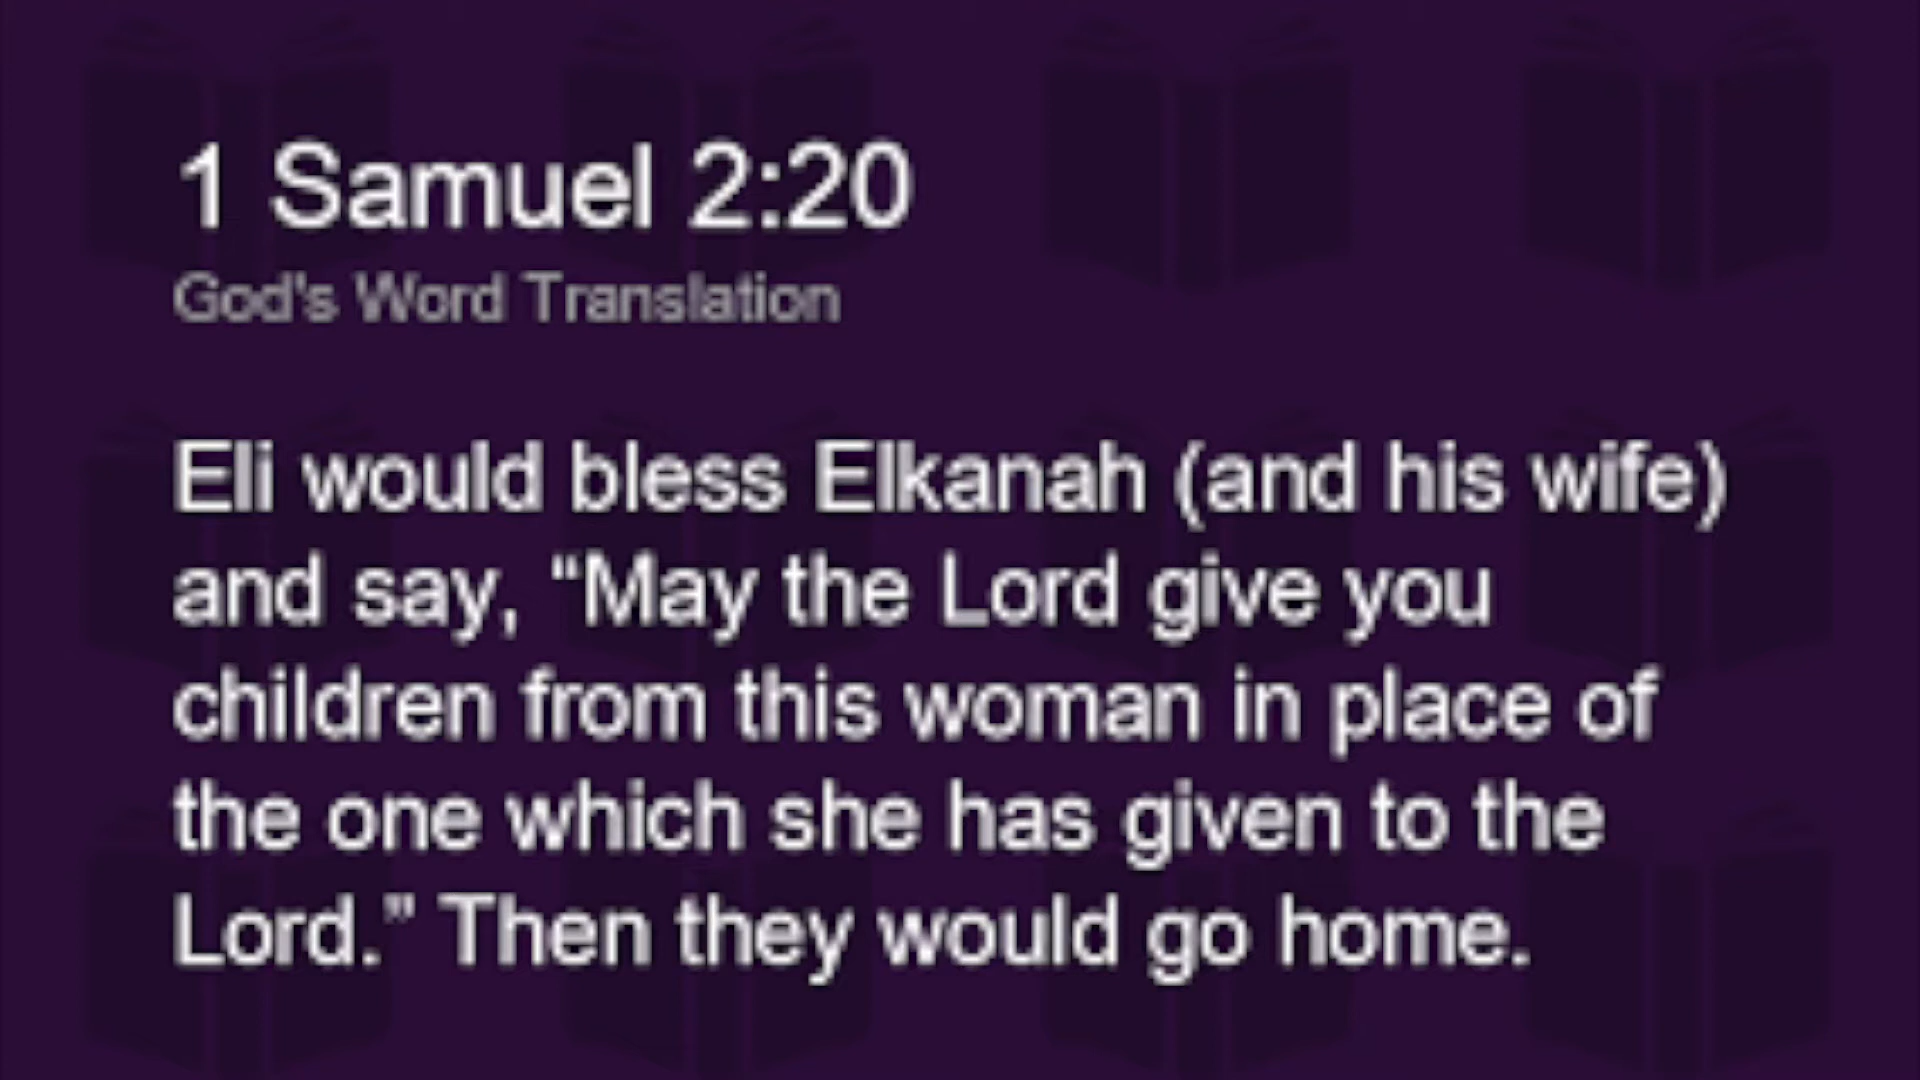 1 Samuel 2:20
God's Word Translation
Eli would bless Elkanah (and his wife)
and say, “May the Lord give you
children from this woman in place of
the one which she has given to the
Lord.” Then they would go home.